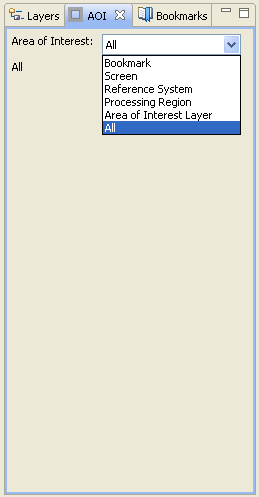 Layers AOI Bookmarks
Area of Interest: All
All
Bookmark
Screen
Reference System
Processing Region
Area of Interest Layer
All